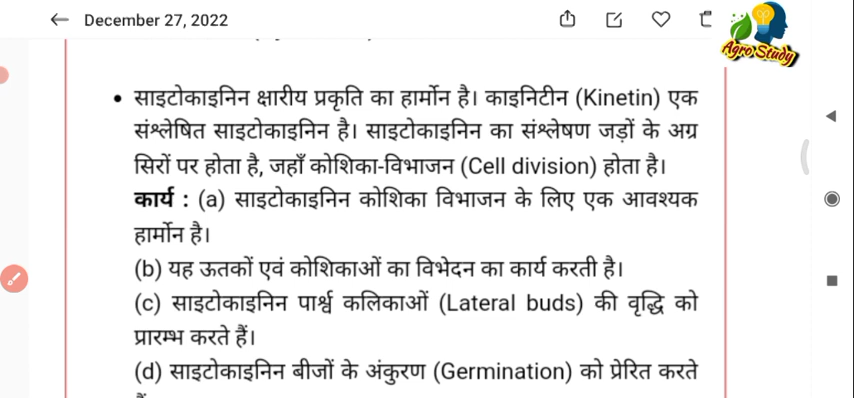 December 27, 2022
Agro Study
• साइटोकाइनिन क्षारीय प्रकृति का हार्मोन है। काइनिटीन (Kinetin) एक
संश्लेषित साइटोकाइनिन है। साइटोकाइनिन का संश्लेषण जड़ों के अग्र
सिरों पर होता है, जहाँ कोशिका-विभाजन (Cell division) होता है।
कार्य : (a) साइटोकाइनिन कोशिका विभाजन के लिए एक आवश्यक
हार्मोन है।
(b) यह ऊतकों एवं कोशिकाओं का विभेदन का कार्य करती है।
(c) साइटोकाइनिन पार्श्व कलिकाओं (Lateral buds) की वृद्धि को
प्रारम्भ करते हैं।
(d) साइटोकाइनिन बीजों के अंकुरण (Germination) को प्रेरित करते